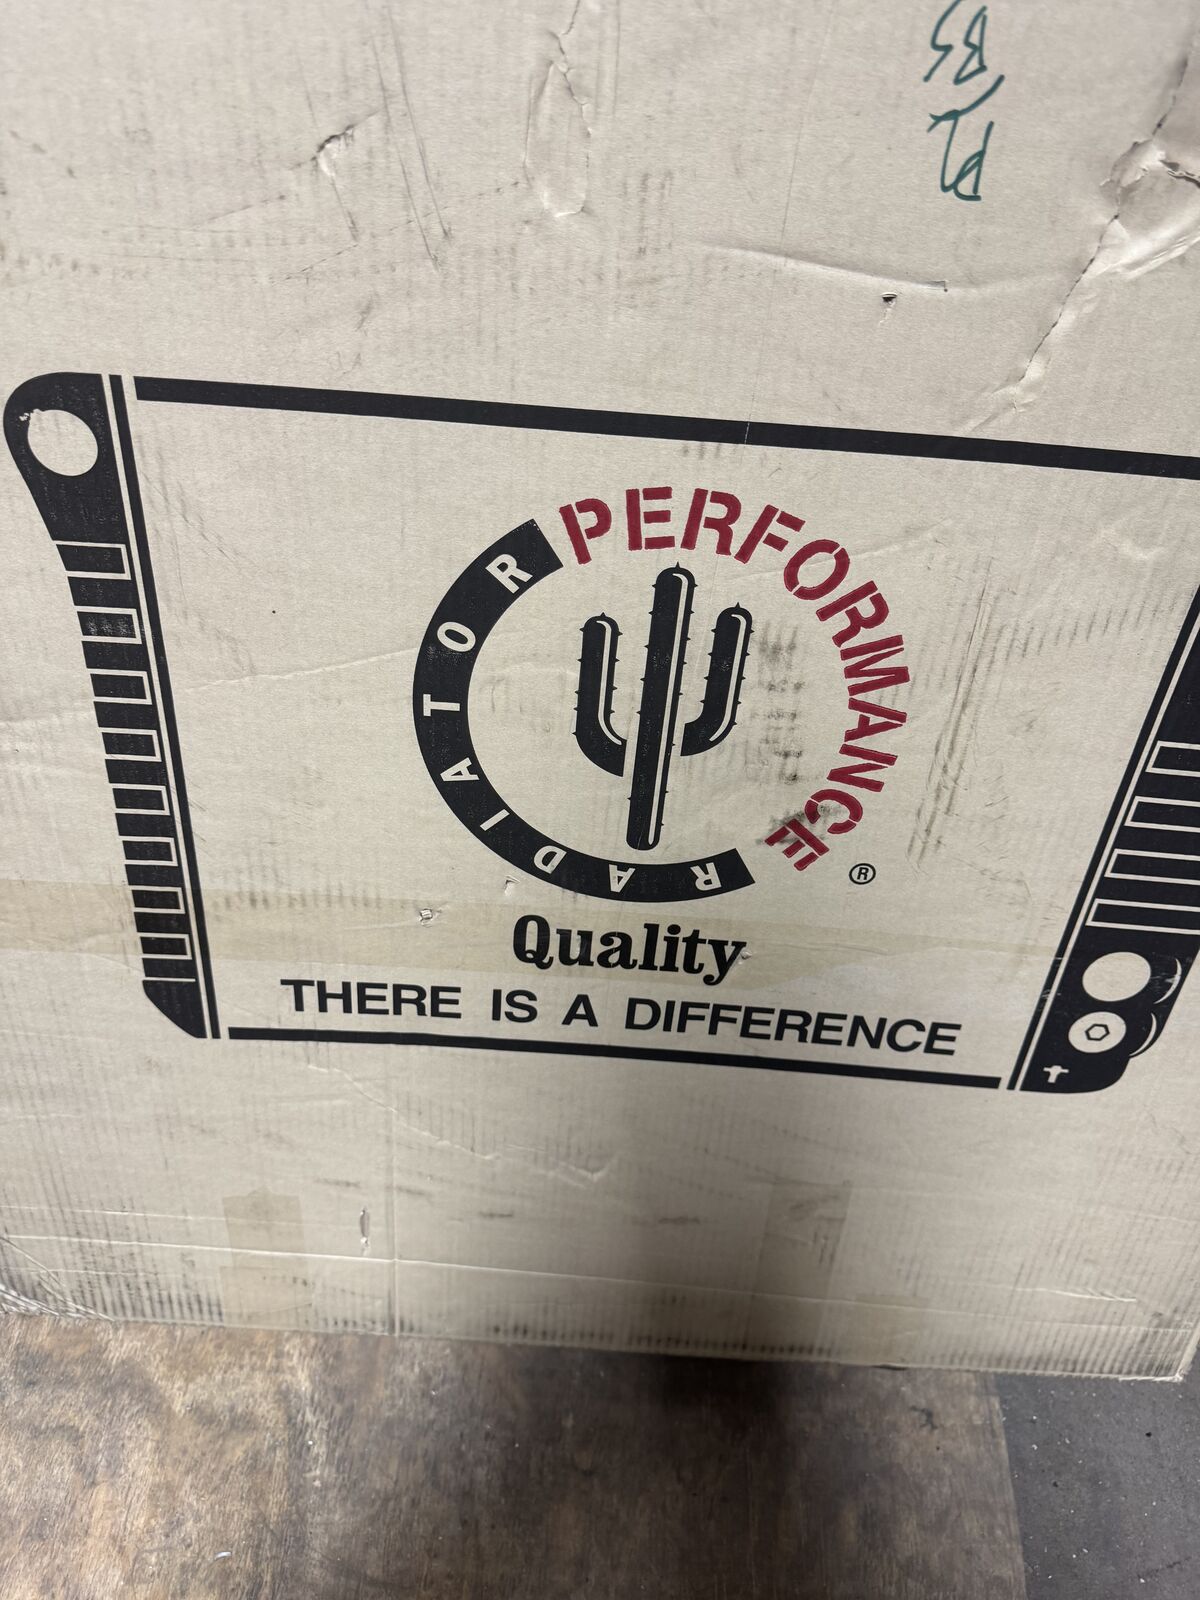 PERFORMANCE
RADIATOR
®
Quality
THERE IS A DIFFERENCE